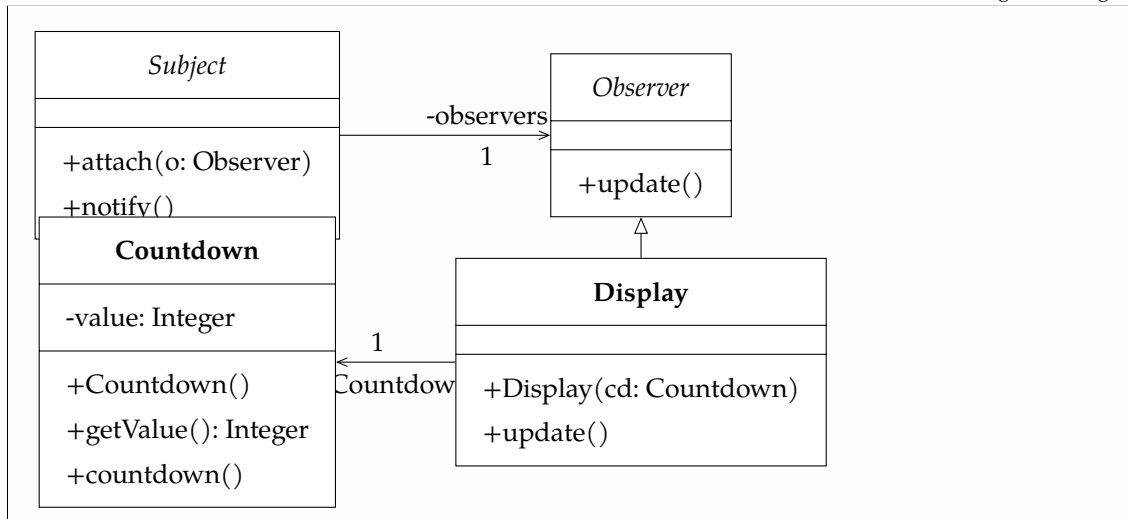 Subject
+attach(o: Observer)
+notify()
-observers
1
Observer
+update()
Countdown
-value: Integer
+Countdown()
+getValue(): Integer
+countdown()
1
Countdow
Display
+Display(cd: Countdown)
+update()